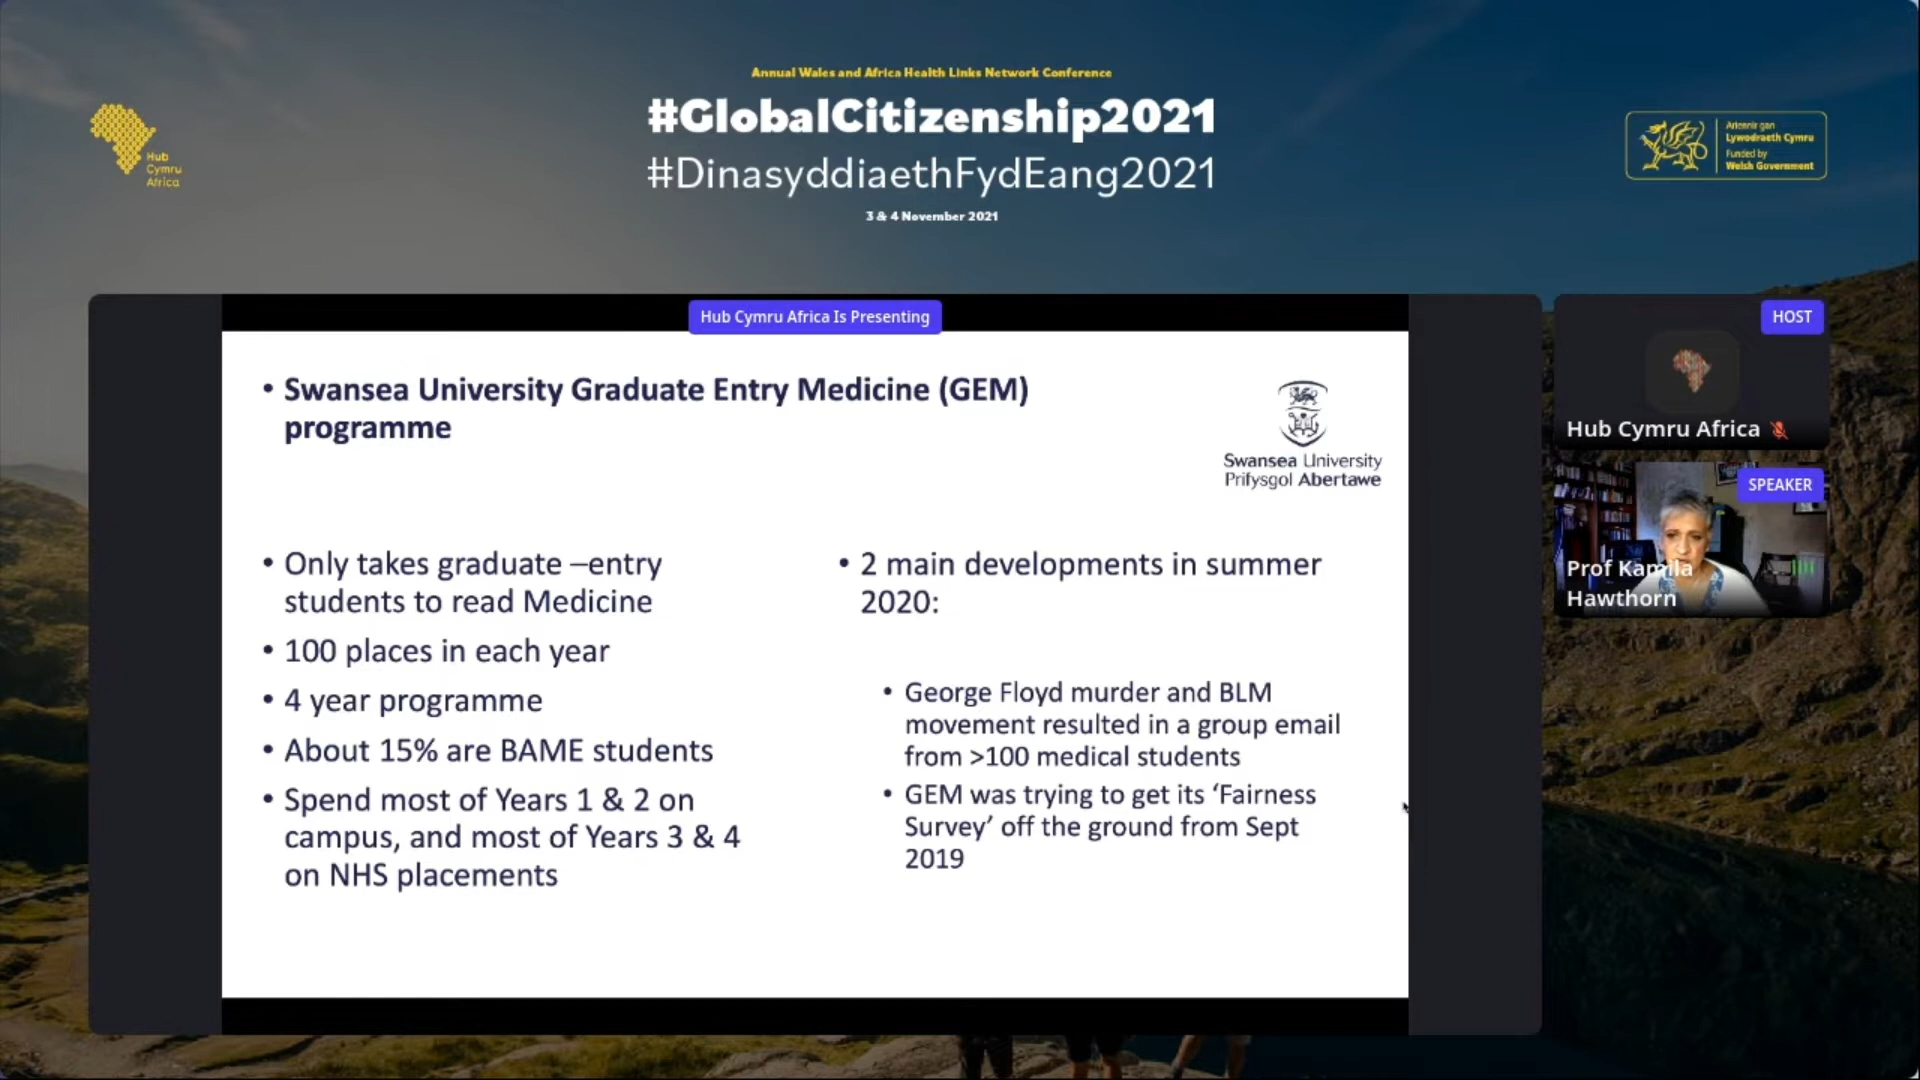 Annual Wales and Africa Health Links Network Conference
#GlobalCitizenship2021
#DinasyddiaethFydEang2021
3 & 4 November 2021
Hub
Cymru
Africa
Ariennir gan
Lywodraeth Cymru
Funded by
Welsh Government
Hub Cymru Africa Is Presenting
• Swansea University Graduate Entry Medicine (GEM)
programme
Swansea University
Prifysgol Abertawe
• Only takes graduate –entry
students to read Medicine
• 100 places in each year
• 4 year programme
• About 15% are BAME students
• Spend most of Years 1 & 2 on
campus, and most of Years 3 & 4
on NHS placements
• 2 main developments in summer
2020:
• George Floyd murder and BLM
movement resulted in a group email
from >100 medical students
• GEM was trying to get its ‘Fairness
Survey’ off the ground from Sept
2019
HOST
Hub Cymru Africa
SPEAKER
Prof Kamila
Hawthorn